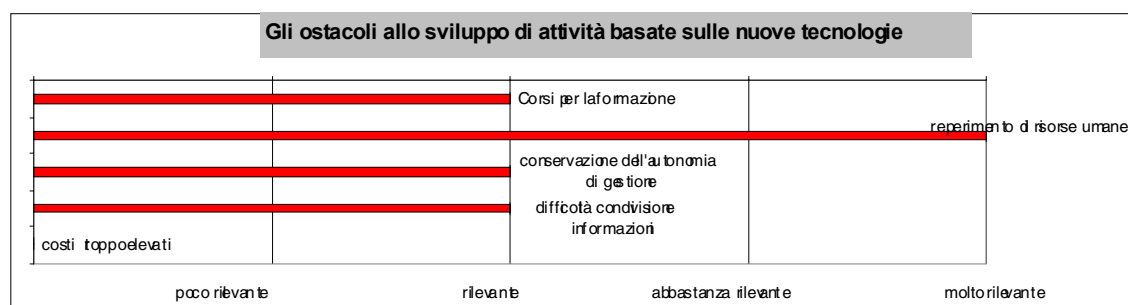 Gli ostacoli allo sviluppo di attività basate sulle nuove tecnologie
Corsi per la formazione
reperimento di risorse umane
conservazione dell'autonomia
di gestione
difficotà condivisione
informazioni
costi troppo elevati
poco rilevante rilevante abbastanza rilevante molto rilevante